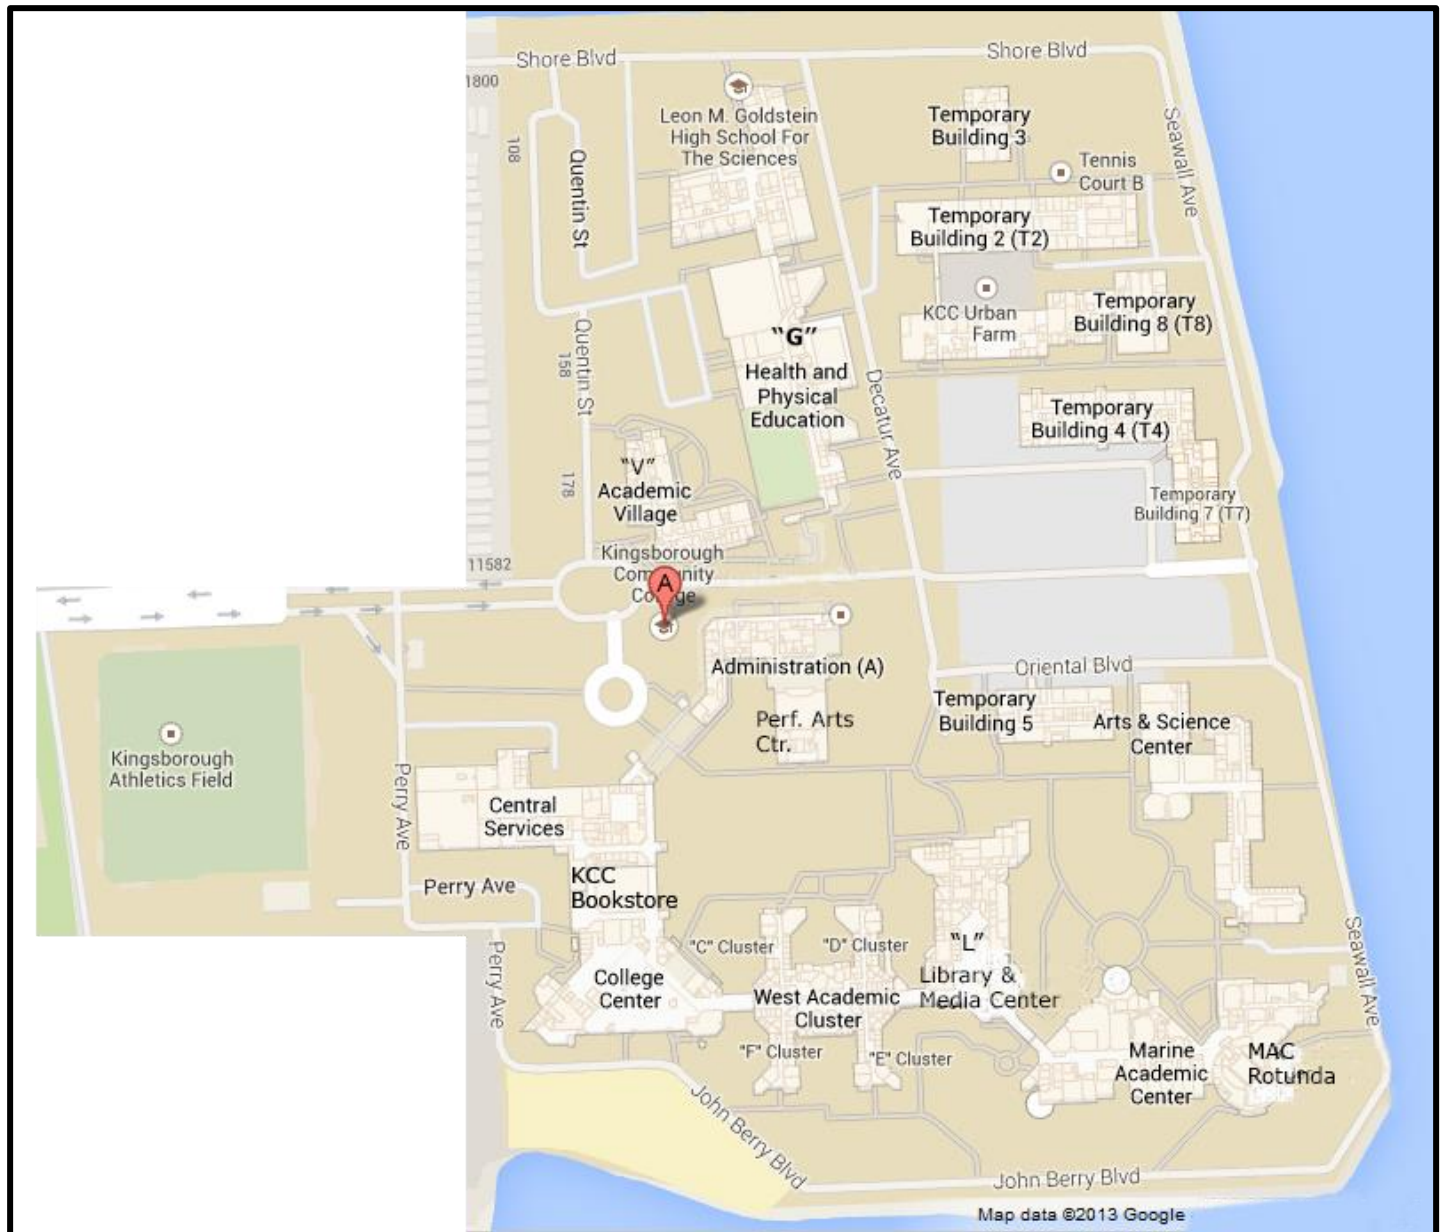 Shore Blvd
Shore Blvd
1800
108
Quentin St
Leon M. Goldstein
High School For
The Sciences
Temporary
Building 3
Tennis
Court B
Seawall Ave
Temporary
Building 2 (T2)
KCC Urban
Farm
Temporary
Building 8 (T8)
Quentin St
158
"G"
Health and
Physical
Education
Decatur Ave
Temporary
Building 4 (T4)
178
"V"
Academic
Village
Temporary
Building 7 (T7)
11582
Kingsborough
Community
College
A
Administration (A)
Oriental Blvd
Perf. Arts
Ctr.
Temporary
Building 5
Arts & Science
Center
Kingsborough
Athletics Field
Perry Ave
Central
Services
Perry Ave
KCC
Bookstore
Perry Ave
College
Center
"C" Cluster
"D" Cluster
West Academic
Cluster
"F" Cluster
"E" Cluster
"L"
Library &
Media Center
Marine
Academic
Center
MAC
Rotunda
Seawall Ave
John Berry Blvd
John Berry Blvd
Map data ©2013 Google